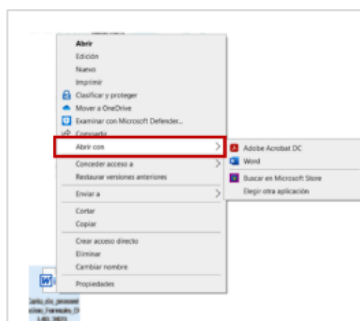 Abrir
Edición
Nuevo
Imprimir
Clasificar y proteger
Mover a OneDrive
Examinar con Microsoft Defender...
Compartir
Abrir con
Adobe Acrobat DC
Word
Conceder acceso a
Restaurar versiones anteriores
Buscar en Microsoft Store
Elegir otra aplicación
Enviar a
Cortar
Copiar
Crear acceso directo
Eliminar
Cambiar nombre
Propiedades